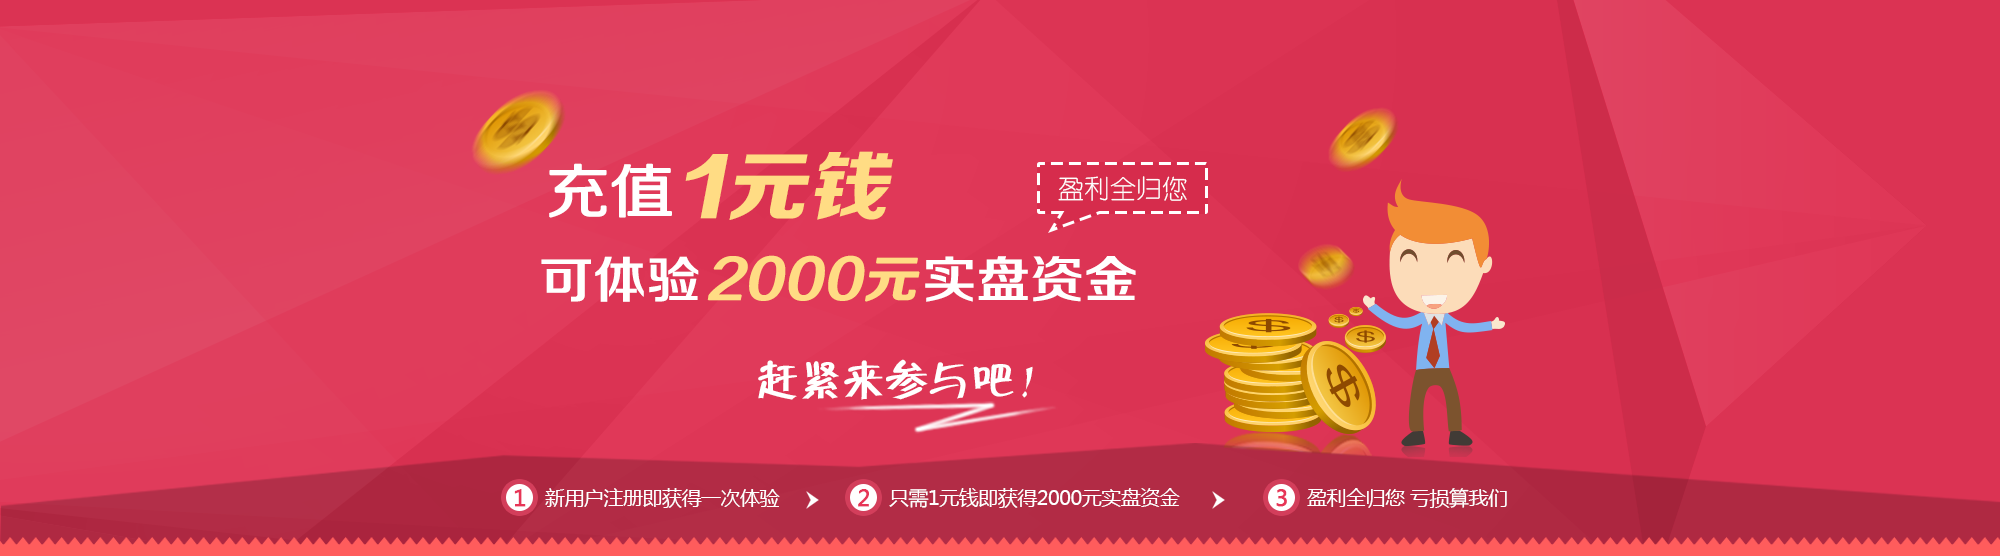 充值1元钱
盈利全归您
可体验2000元实盘资金
赶紧来参与吧!
1 新用户注册即获得一次体验
2 只需1元钱即获得2000元实盘资金
3 盈利全归您 亏损算我们